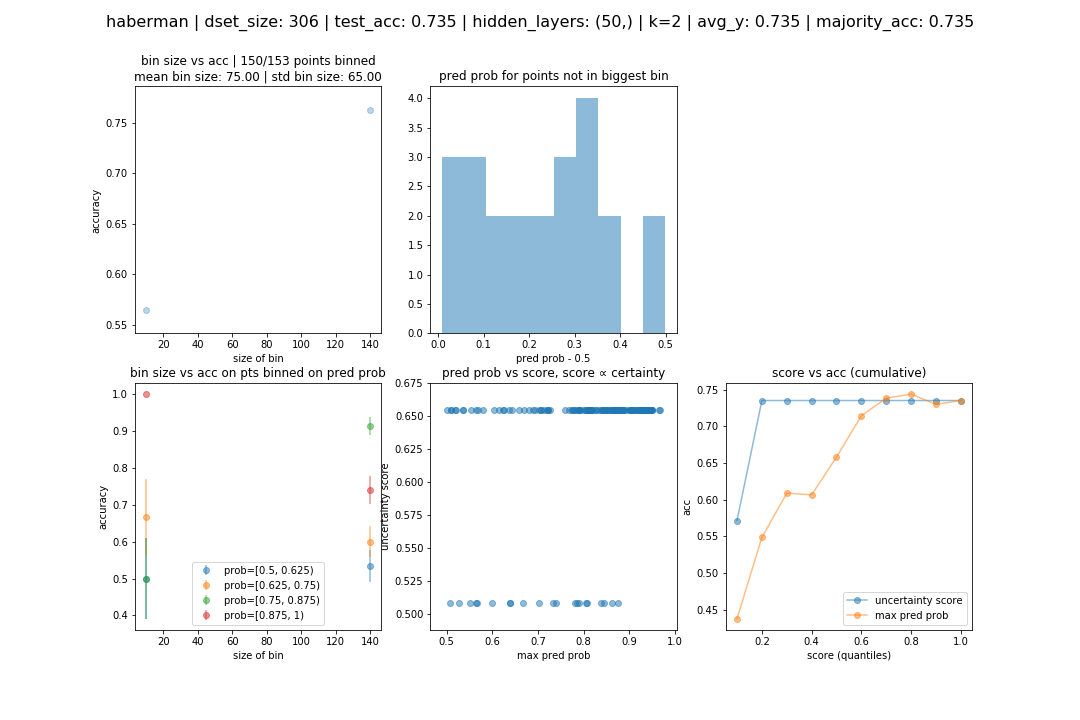 haberman | dset_size: 306 | test_acc: 0.735 | hidden_layers: (50,) | k=2 | avg_y: 0.735 | majority_acc: 0.735
bin size vs acc | 150/153 points binned
mean bin size: 75.00 | std bin size: 65.00
accuracy
0.75
0.70
0.65
0.60
0.55
20 40 60 80 100 120 140
size of bin
pred prob for points not in biggest bin
4.0
3.5
3.0
2.5
2.0
1.5
1.0
0.5
0.0
0.0 0.1 0.2 0.3 0.4 0.5
pred prob - 0.5
bin size vs acc on pts binned on pred prob
accuracy
1.0
0.9
0.8
0.7
0.6
0.5
0.4
prob=[0.5, 0.625)
prob=[0.625, 0.75)
prob=[0.75, 0.875)
prob=[0.875, 1)
20 40 60 80 100 120 140
size of bin
pred prob vs score, score ∝ certainty
uncertainty score
0.675
0.650
0.625
0.600
0.575
0.550
0.525
0.500
0.5 0.6 0.7 0.8 0.9 1.0
max pred prob
score vs acc (cumulative)
acc
0.75
0.70
0.65
0.60
0.55
0.50
0.45
uncertainty score
max pred prob
0.2 0.4 0.6 0.8 1.0
score (quantiles)